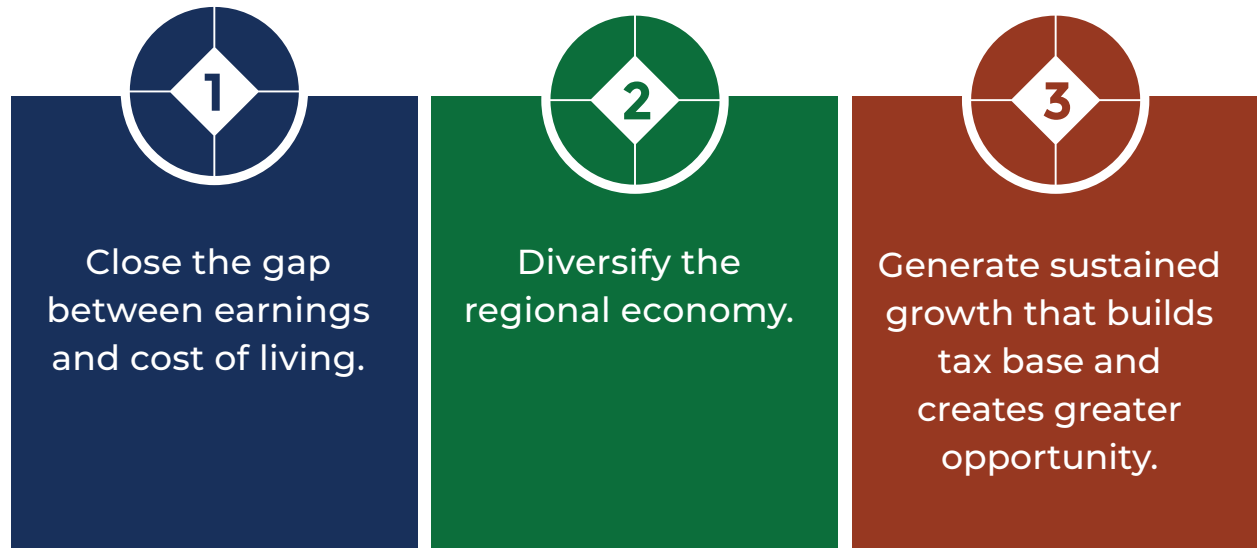 1
Close the gap
between earnings
and cost of living.
2
Diversify the
regional economy.
3
Generate sustained
growth that builds
tax base and
creates greater
opportunity.